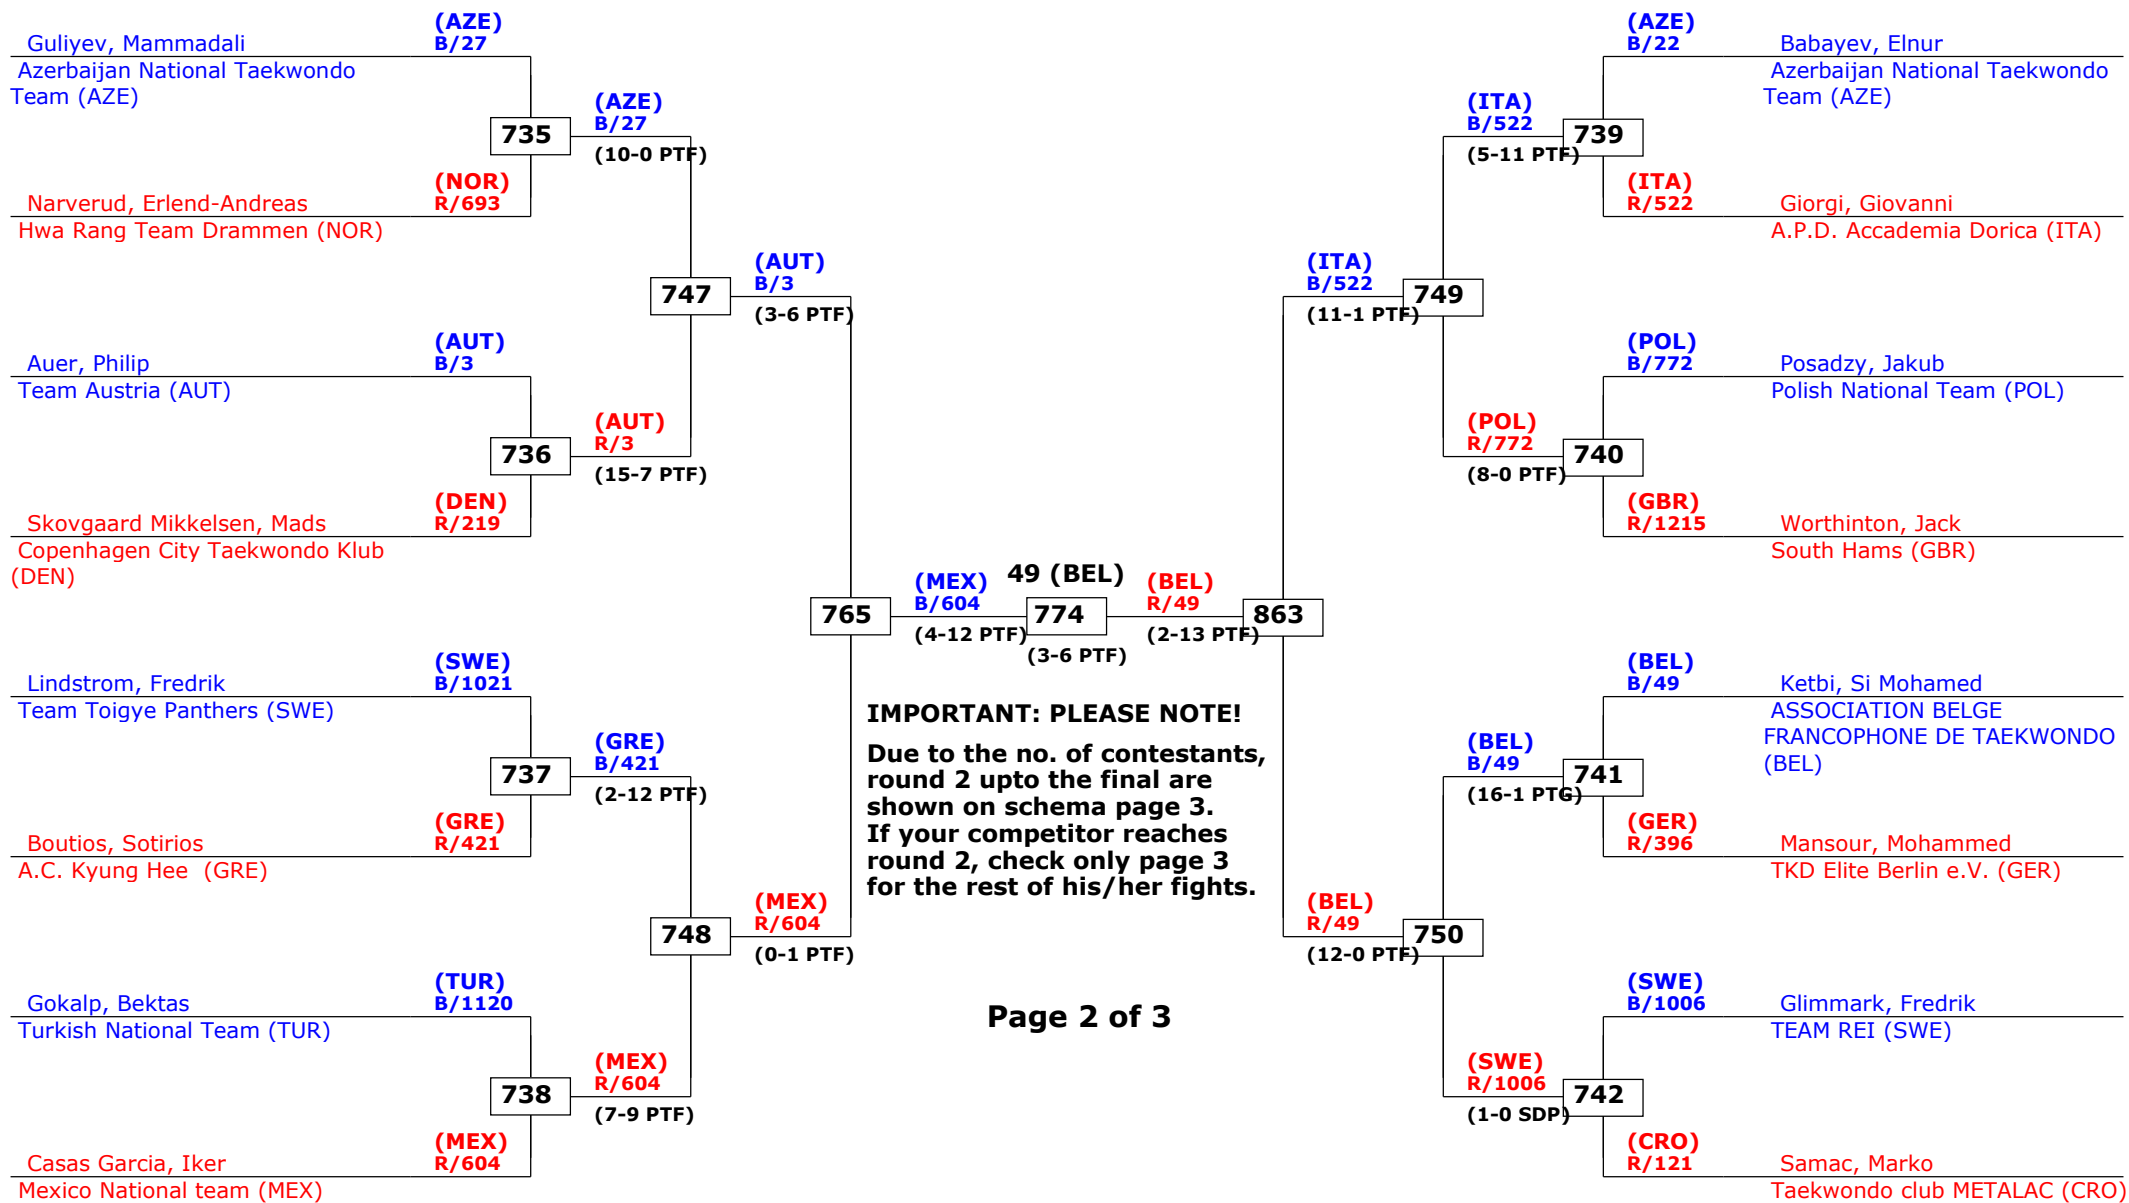 (AZE)
B/27
Guliyev, Mammadali
Azerbaijan National Taekwondo
Team (AZE)
735
(AZE)
B/27
(10-0 PTF)
(NOR)
R/693
Narverud, Erlend-Andreas
Hwa Rang Team Drammen (NOR)
747
(AUT)
B/3
(3-6 PTF)
(AUT)
B/3
Auer, Philip
Team Austria (AUT)
736
(AUT)
R/3
(15-7 PTF)
(DEN)
R/219
Skovgaard Mikkelsen, Mads
Copenhagen City Taekwondo Klub
(DEN)
765
(MEX)
B/604
(4-12 PTF)
(SWE)
B/1021
Lindstrom, Fredrik
Team Toigye Panthers (SWE)
737
(GRE)
B/421
(2-12 PTF)
(GRE)
R/421
Boutios, Sotirios
A.C. Kyung Hee (GRE)
748
(MEX)
R/604
(0-1 PTF)
(TUR)
B/1120
Gokalp, Bektas
Turkish National Team (TUR)
738
(MEX)
R/604
(7-9 PTF)
(MEX)
R/604
Casas Garcia, Iker
Mexico National team (MEX)
49 (BEL)
774
(3-6 PTF)
IMPORTANT: PLEASE NOTE!
Due to the no. of contestants,
round 2 upto the final are
shown on schema page 3.
If your competitor reaches
round 2, check only page 3
for the rest of his/her fights.
Page 2 of 3
(BEL)
R/49
(2-13 PTF)
863
(ITA)
B/522
(11-1 PTF)
749
(ITA)
B/522
(5-11 PTF)
739
(AZE)
B/22
Babayev, Elnur
Azerbaijan National Taekwondo
Team (AZE)
(ITA)
R/522
Giorgi, Giovanni
A.P.D. Accademia Dorica (ITA)
(POL)
R/772
(8-0 PTF)
740
(POL)
B/772
Posadzy, Jakub
Polish National Team (POL)
(GBR)
R/1215
Worthinton, Jack
South Hams (GBR)
(BEL)
R/49
(12-0 PTF)
750
(BEL)
B/49
(16-1 PTG)
741
(BEL)
B/49
Ketbi, Si Mohamed
ASSOCIATION BELGE
FRANCOPHONE DE TAEKWONDO
(BEL)
(GER)
R/396
Mansour, Mohammed
TKD Elite Berlin e.V. (GER)
(SWE)
R/1006
(1-0 SDP)
742
(SWE)
B/1006
Glimmark, Fredrik
TEAM REI (SWE)
(CRO)
R/121
Samac, Marko
Taekwondo club METALAC (CRO)